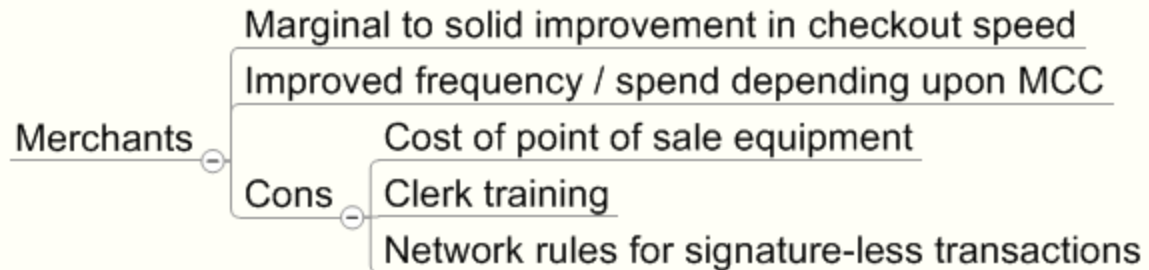 Marginal to solid improvement in checkout speed
Improved frequency / spend depending upon MCC
Merchants
Cost of point of sale equipment
Cons
Clerk training
Network rules for signature-less transactions